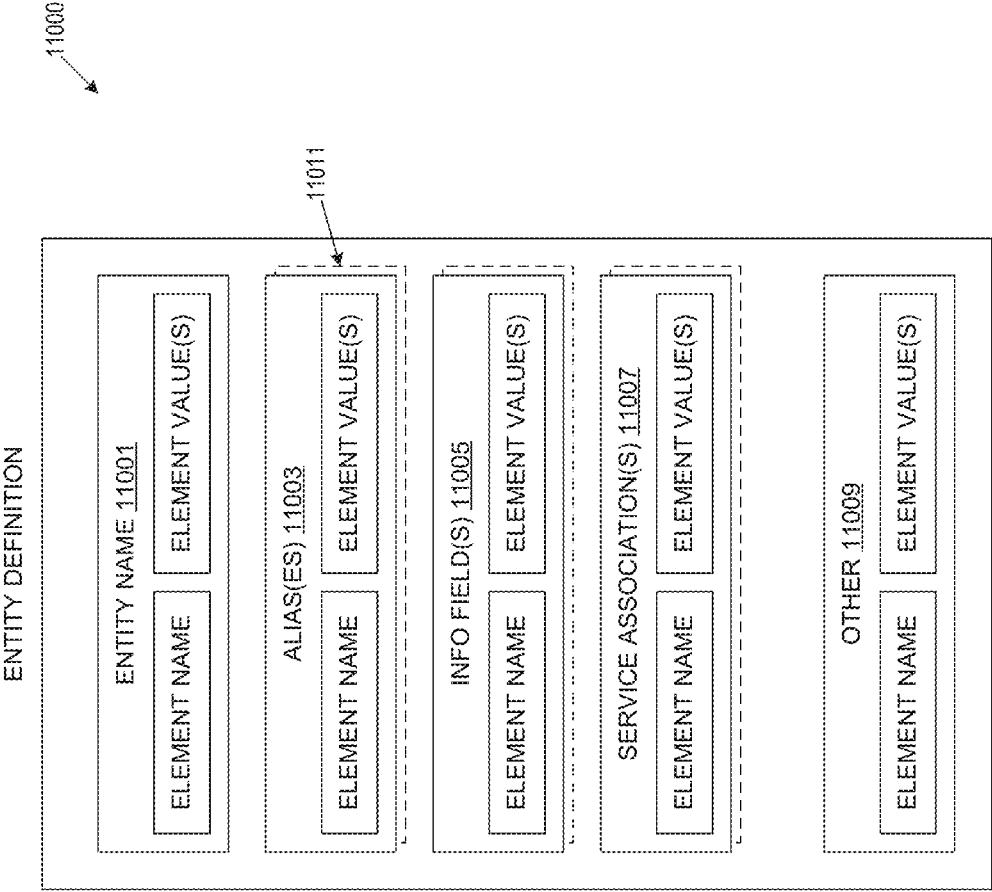 11000
ENTITY DEFINITION
11011
ENTITY NAME 11001
ELEMENT NAME
ELEMENT VALUE(S)
ALIAS(ES) 11003
ELEMENT NAME
ELEMENT VALUE(S)
INFO FIELD(S) 11005
ELEMENT NAME
ELEMENT VALUE(S)
SERVICE ASSOCIATION(S) 11007
ELEMENT NAME
ELEMENT VALUE(S)
OTHER 11009
ELEMENT NAME
ELEMENT VALUE(S)